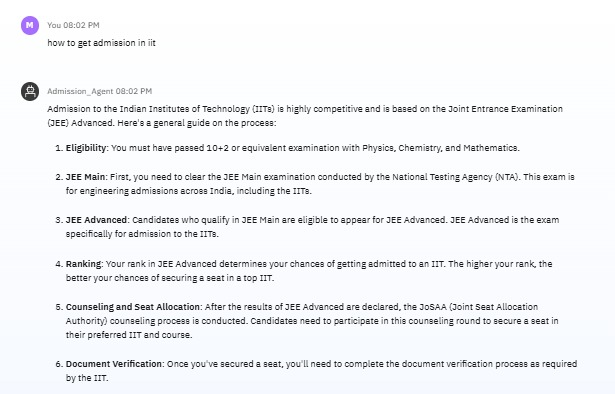 M
You 08:02 PM
how to get admission in iit
Admission_Agent 08:02 PM
Admission to the Indian Institutes of Technology (IITs) is highly competitive and is based on the Joint Entrance Examination
(JEE) Advanced. Here's a general guide on the process:
1. Eligibility: You must have passed 10+2 or equivalent examination with Physics, Chemistry, and Mathematics.
2. JEE Main: First, you need to clear the JEE Main examination conducted by the National Testing Agency (NTA). This exam is
for engineering admissions across India, including the IITs.
3. JEE Advanced: Candidates who qualify in JEE Main are eligible to appear for JEE Advanced. JEE Advanced is the exam
specifically for admission to the IITs.
4. Ranking: Your rank in JEE Advanced determines your chances of getting admitted to an IIT. The higher your rank, the
better your chances of securing a seat in a top IIT.
5. Counseling and Seat Allocation: After the results of JEE Advanced are declared, the JoSAA (Joint Seat Allocation
Authority) counseling process is conducted. Candidates need to participate in this counseling round to secure a seat in
their preferred IIT and course.
6. Document Verification: Once you've secured a seat, you'll need to complete the document verification process as required
by the IIT.